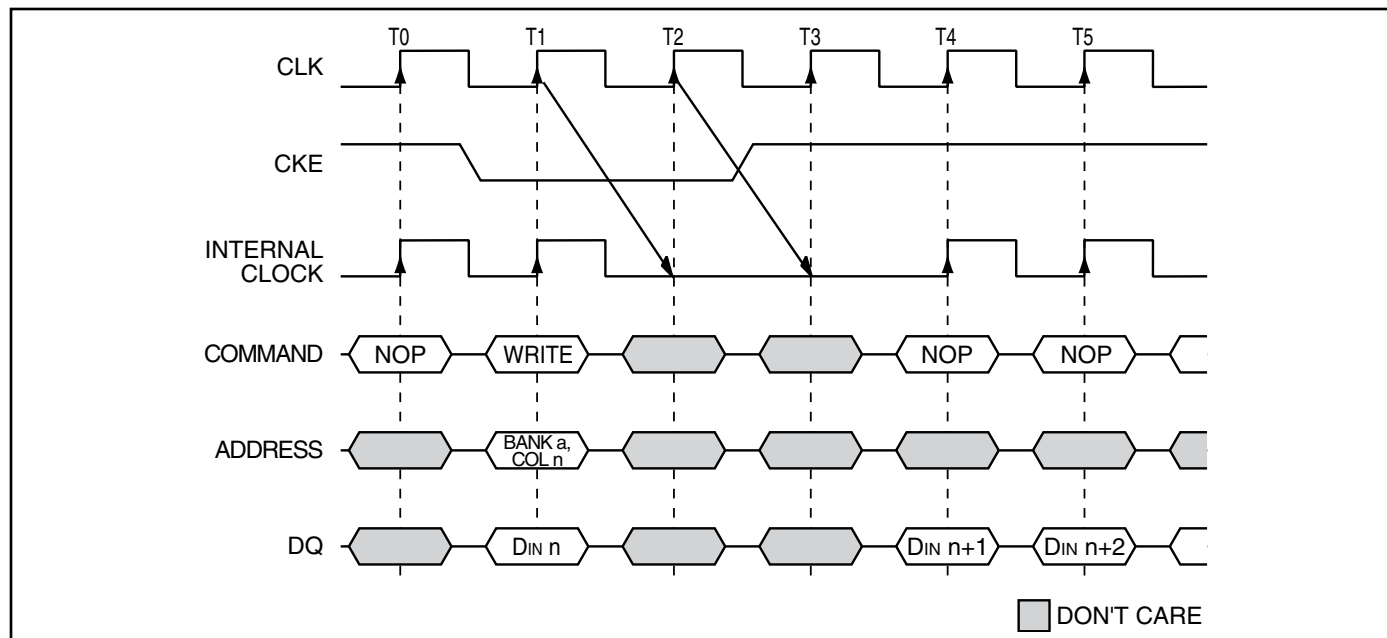 T0 T1 T2 T3 T4 T5
CLK
CKE
INTERNAL
CLOCK
COMMAND NOP WRITE NOP NOP
BANK a,
ADDRESS
COL n
DQ DIN n DIN n+1 DIN n+2
DON'T CARE